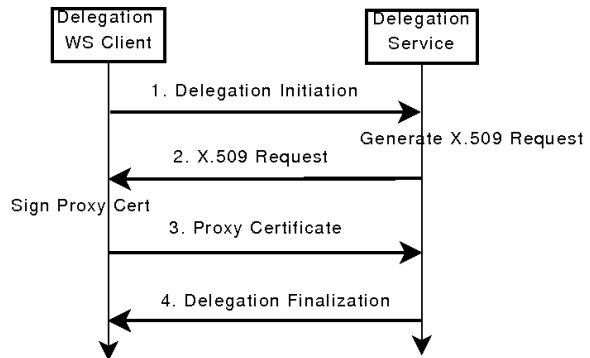 Delegation
WS Client
Delegation
Service
1. Delegation Initiation
Generate X.509 Request
2. X.509 Request
Sign Proxy Cert
3. Proxy Certificate
4. Delegation Finalization